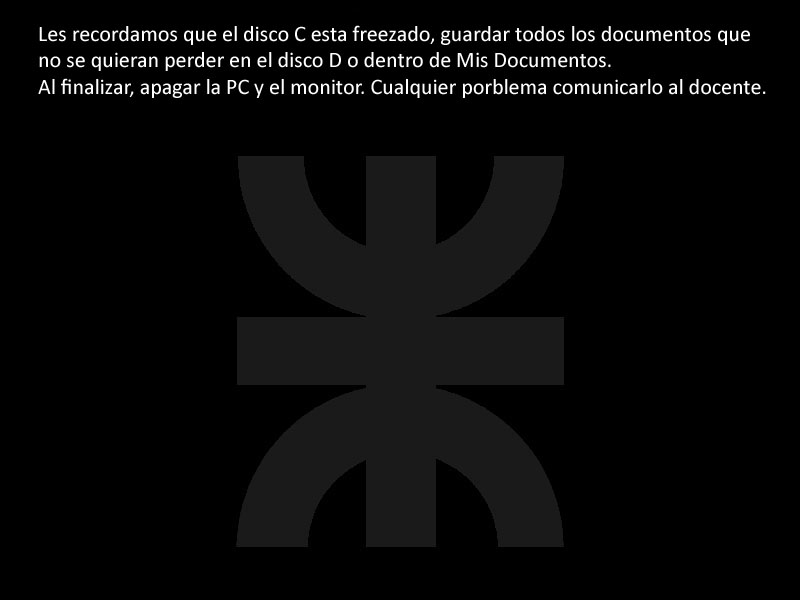 Les recordamos que el disco C esta freezado, guardar todos los documentos que
no se quieran perder en el disco D o dentro de Mis Documentos.
Al finalizar, apagar la PC y el monitor. Cualquier porblema comunicarlo al docente.